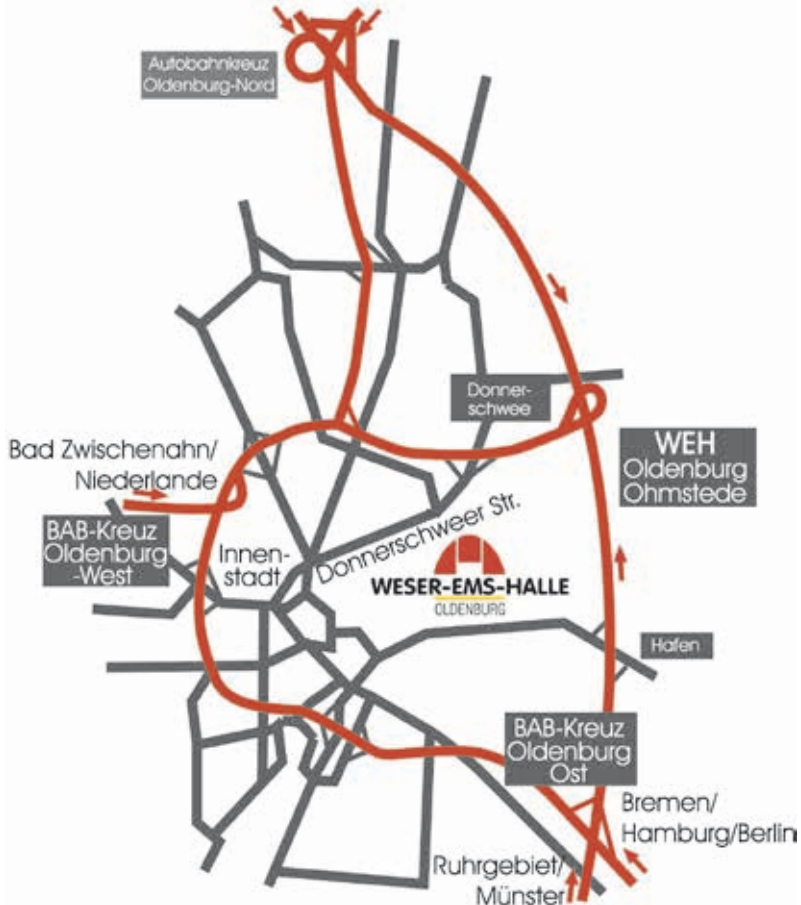 Autobahnkreuz
Oldenburg-Nord
Donner-
schwee
WEH
Oldenburg
Ohmstede
Bad Zwischenahn/
Niederlande
BAB-Kreuz
Oldenburg
-West
Innen-
stadt
Donnerschweer Str.
WESER-EMS-HALLE
OLDENBURG
Hafen
BAB-Kreuz
Oldenburg
Ost
Bremen/
Hamburg/Berlin
Ruhrgebiet/
Münster